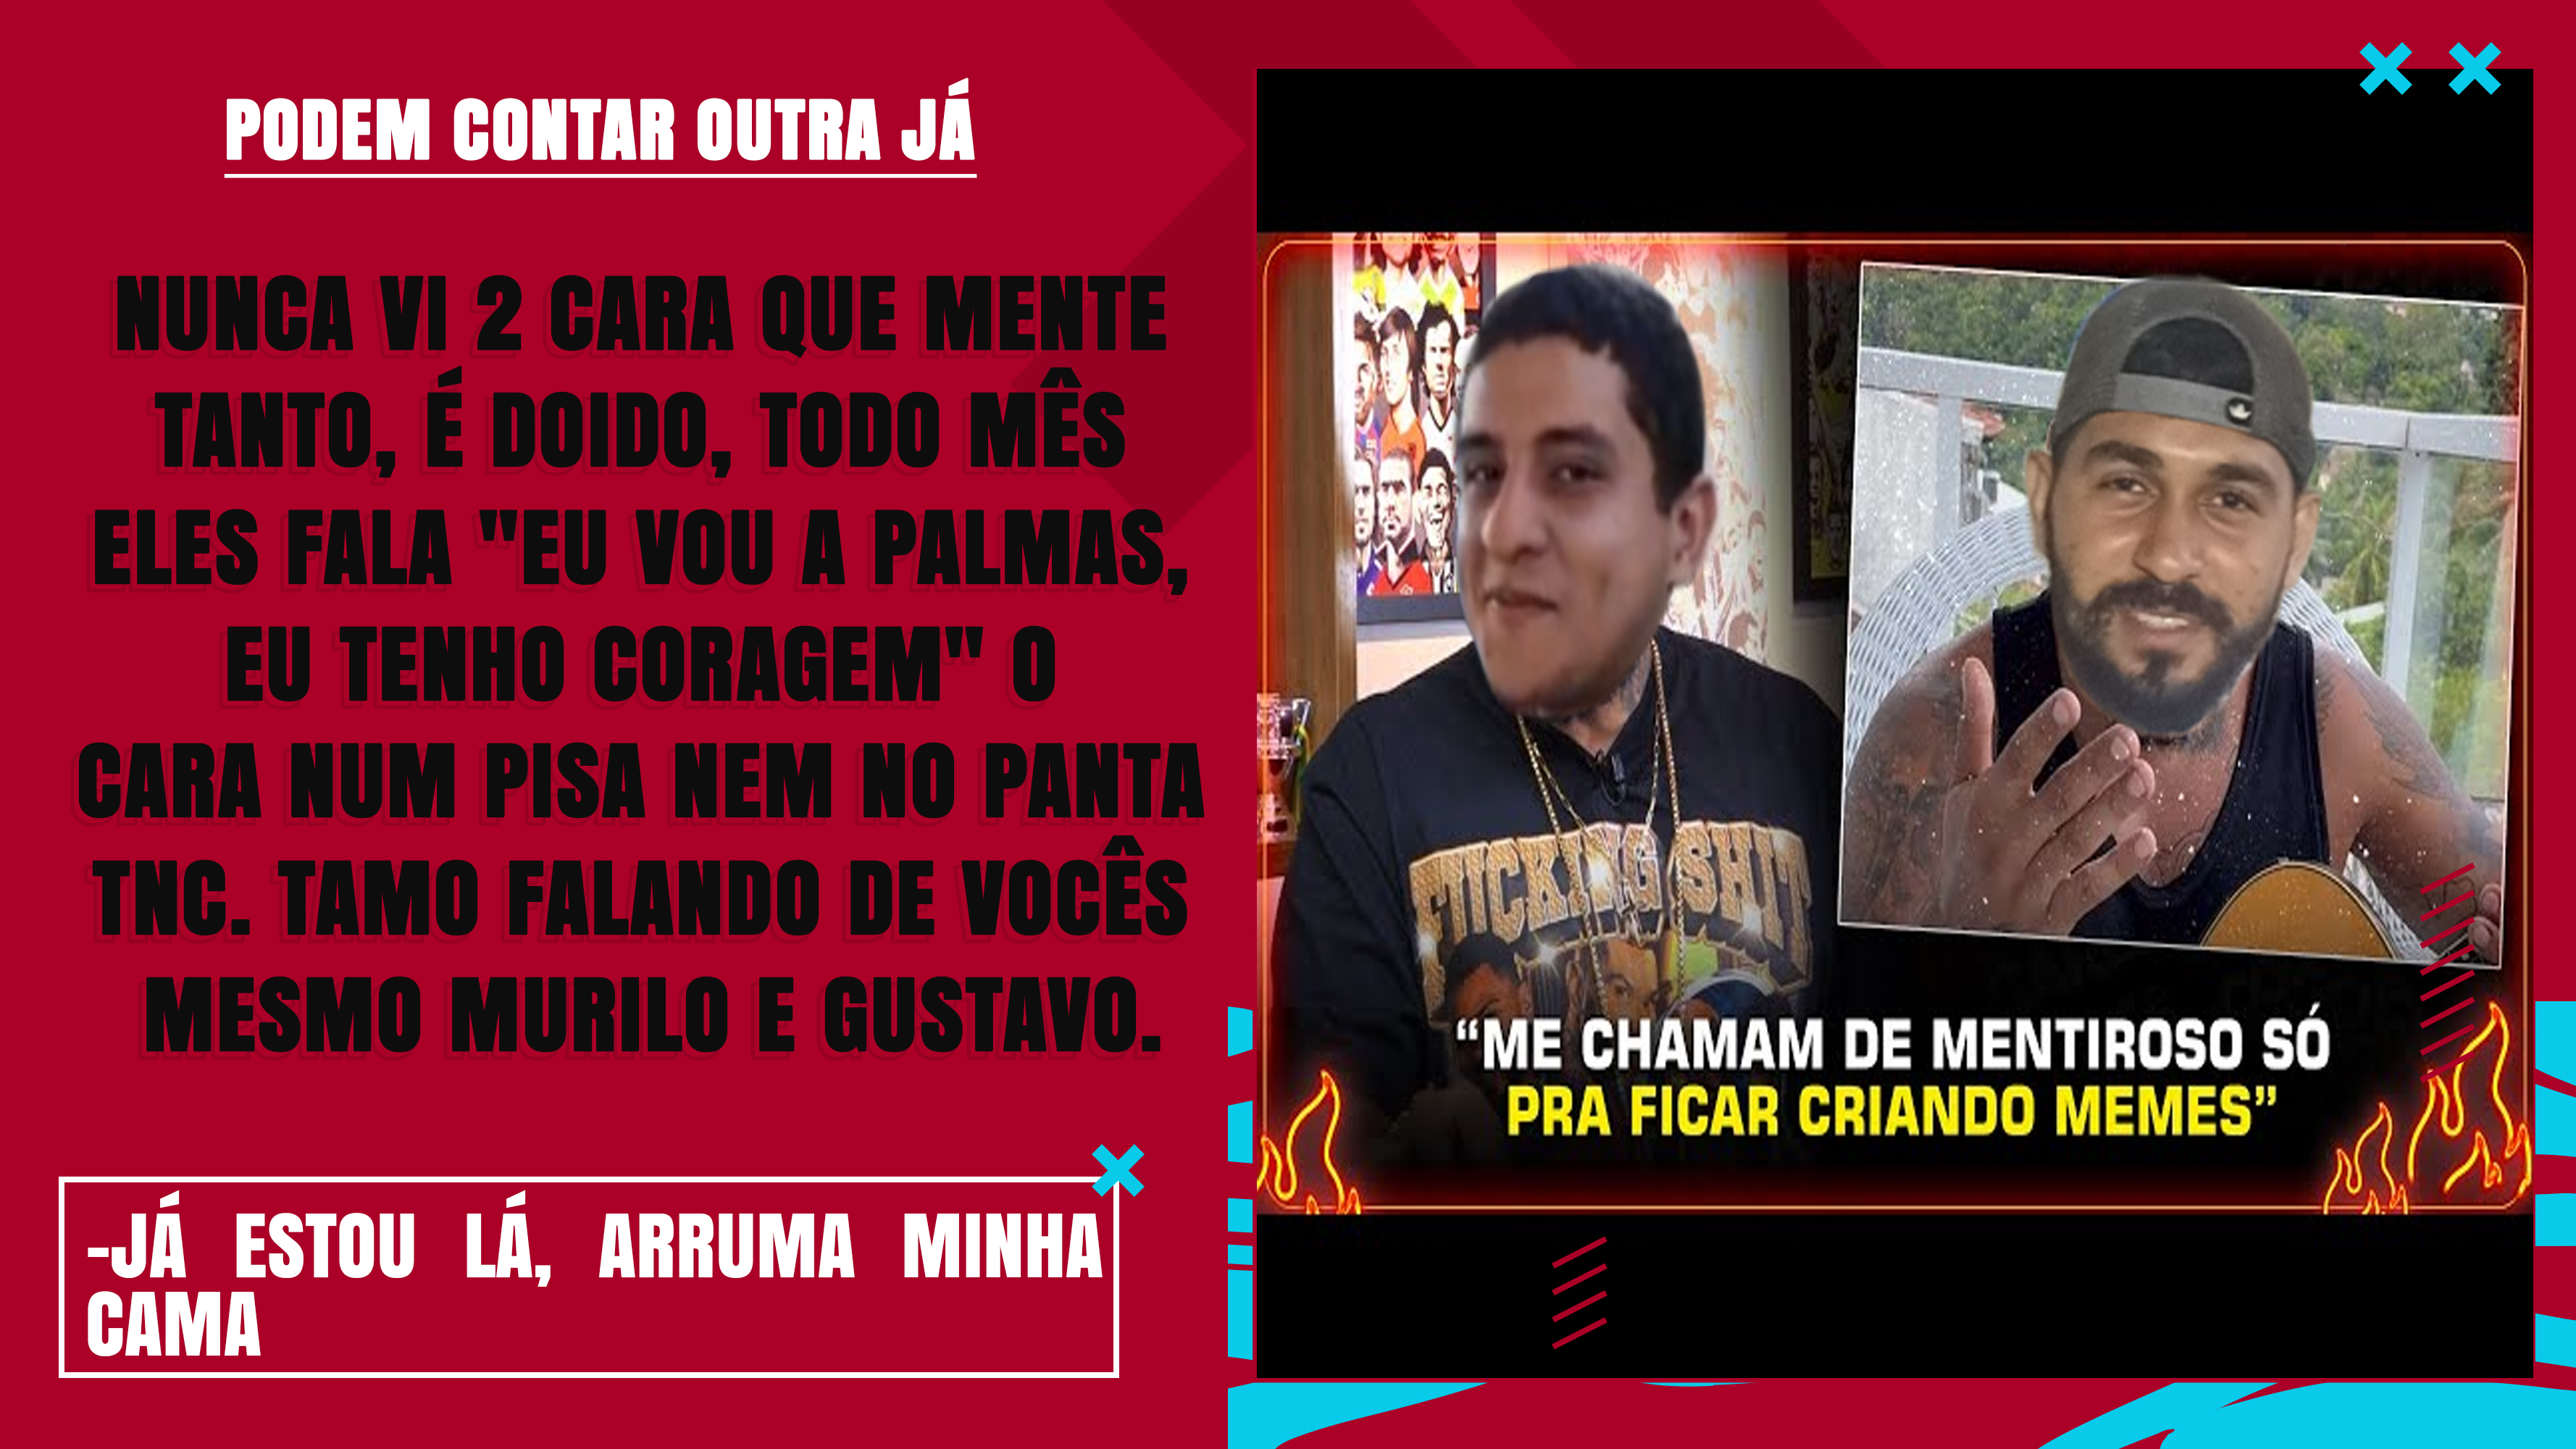 PODEM CONTAR OUTRA JÁ
NUNCA VI 2 CARA QUE MENTE
TANTO, É DOIDO, TODO MÊS
ELES FALA "EU VOU A PALMAS,
EU TENHO CORAGEM" O
CARA NUM PISA NEM NO PANTA
TNC. TAMO FALANDO DE VOCÊS
MESMO MURILO E GUSTAVO.
-JÁ ESTOU LÁ, ARRUMA MINHA
CAMA
FUCKING SHIT
“ME CHAMAM DE MENTIROSO SÓ
PRA FICAR CRIANDO MEMES”